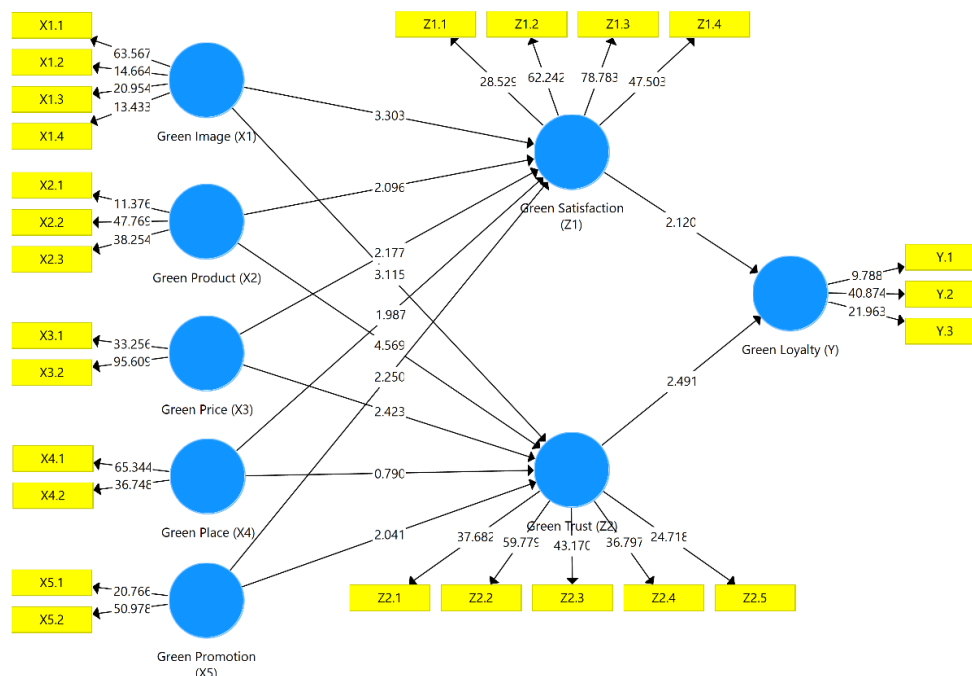 X1.1
X1.2
X1.3
X1.4
63.567
14.664
20.954
13.433
Green Image (X1)
Z1.1
Z1.2
Z1.3
Z1.4
28.529
62.242
78.783
47.503
3.303
X2.1
X2.2
X2.3
11.376
47.769
38.254
Green Product (X2)
2.096
Green Satisfaction
(Z1)
2.120
2.177
3.115
1.987
4.569
2.250
2.423
0.790
2.041
X3.1
X3.2
33.256
95.609
Green Price (X3)
Y.1
Y.2
Y.3
9.788
40.874
21.963
Green Loyalty (Y)
2.491
X4.1
X4.2
65.344
36.748
Green Place (X4)
Green Trust (Z2)
37.682
59.779
43.170
36.797
24.718
Z2.1
Z2.2
Z2.3
Z2.4
Z2.5
X5.1
X5.2
20.766
50.978
Green Promotion
(X5)